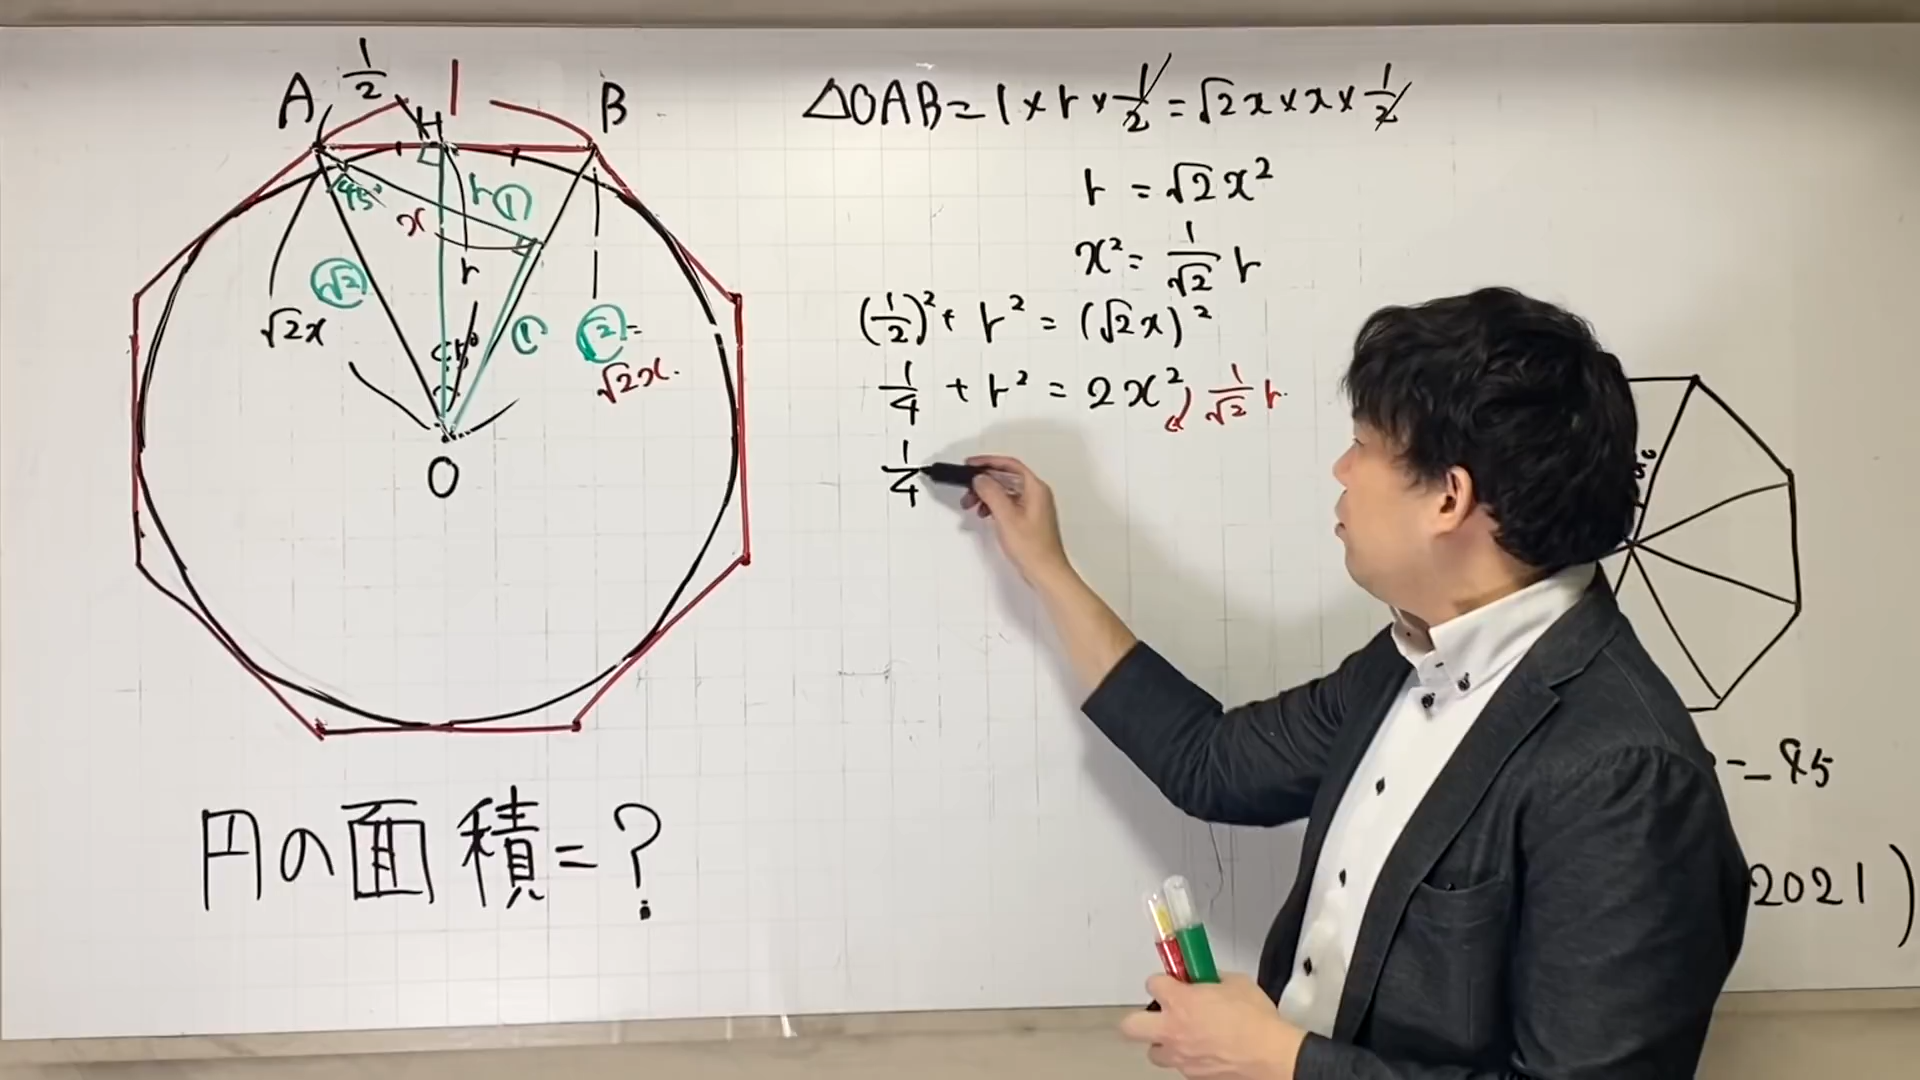 A 1/2 H 1 B
45° x r ①
√2 r
√2x ① √2 =
45° √2x.
O
円の面積=?
△OAB = 1 × r × 1/2 = √2x × x × 1/2
r = √2x²
x² = 1/√2 r
(1/2)² + r² = (√2x)²
1/4 + r² = 2x² 1/√2 r
1/4
45
2021)